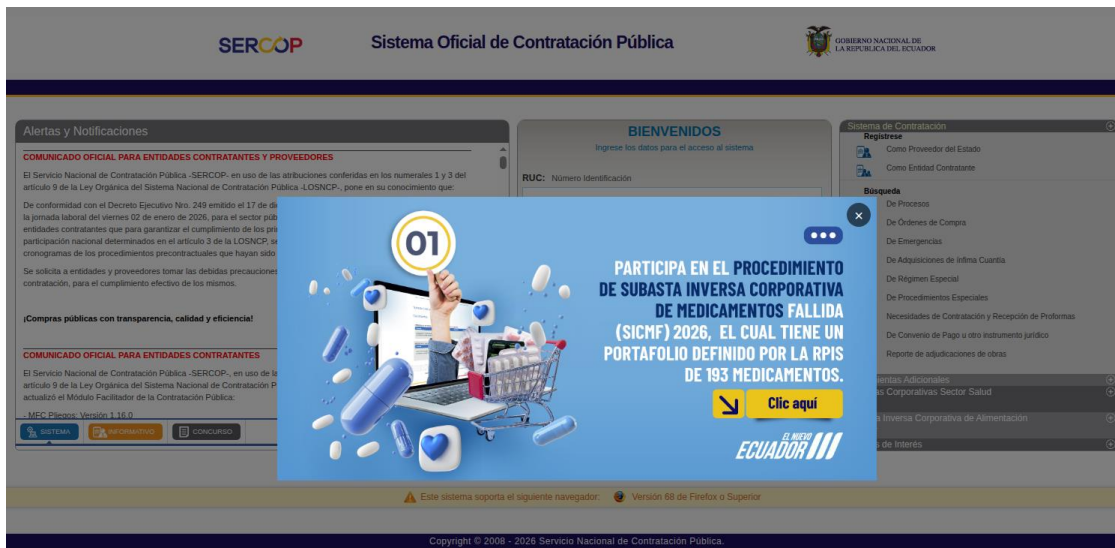 SERCOP
Sistema Oficial de Contratación Pública
GOBIERNO NACIONAL DE
LA REPUBLICA DEL ECUADOR
Alertas y Notificaciones
COMUNICADO OFICIAL PARA ENTIDADES CONTRATANTES Y PROVEEDORES
El Servicio Nacional de Contratación Pública -SERCOP- en uso de las atribuciones conferidas en los numerales 1 y 3 del
artículo 9 de la Ley Orgánica del Sistema Nacional de Contratación Pública -LOSNCP-, pone en su conocimiento que:
De conformidad con el Decreto Ejecutivo Nro. 249 emitido el 17 de di
la jornada laboral del viernes 02 de enero de 2026, para el sector púb
entidades contratantes que para garantizar el cumplimiento de los pri
participación nacional determinados en el artículo 3 de la LOSNCP, se
cronogramas de los procedimientos precontractuales que hayan sido
Se solicita a entidades y proveedores tomar las debidas precauciones
contratación, para el cumplimiento efectivo de los mismos.
¡Compras públicas con transparencia, calidad y eficiencia!
COMUNICADO OFICIAL PARA ENTIDADES CONTRATANTES
El Servicio Nacional de Contratación Pública -SERCOP-, en uso de la
artículo 9 de la Ley Orgánica del Sistema Nacional de Contratación P
actualizó el Módulo Facilitador de la Contratación Pública:
- MFC Pliegos: Versión 1.16.0
SISTEMA
INFORMATIVO
CONCURSO
BIENVENIDOS
Ingrese los datos para el acceso al sistema
RUC: Número Identificación
01
PARTICIPA EN EL PROCEDIMIENTO
DE SUBASTA INVERSA CORPORATIVA
DE MEDICAMENTOS FALLIDA
(SICMF) 2026, EL CUAL TIENE UN
PORTAFOLIO DEFINIDO POR LA RPIS
DE 193 MEDICAMENTOS.
Clic aquí
EL NUEVO
ECUADOR
Sistema de Contratación
Regístrese
Como Proveedor del Estado
Como Entidad Contratante
Búsqueda
De Procesos
De Órdenes de Compra
De Emergencias
De Adquisiciones de Ínfima Cuantía
De Régimen Especial
De Procedimientos Especiales
Necesidades de Contratación y Recepción de Proformas
De Convenio de Pago u otro instrumento jurídico
Reporte de adjudicaciones de obras
ientas Adicionales
as Corporativas Sector Salud
a Inversa Corporativa de Alimentación
de Interés
Este sistema soporta el siguiente navegador: Versión 68 de Firefox o Superior
Copyright © 2008 - 2026 Servicio Nacional de Contratación Pública.